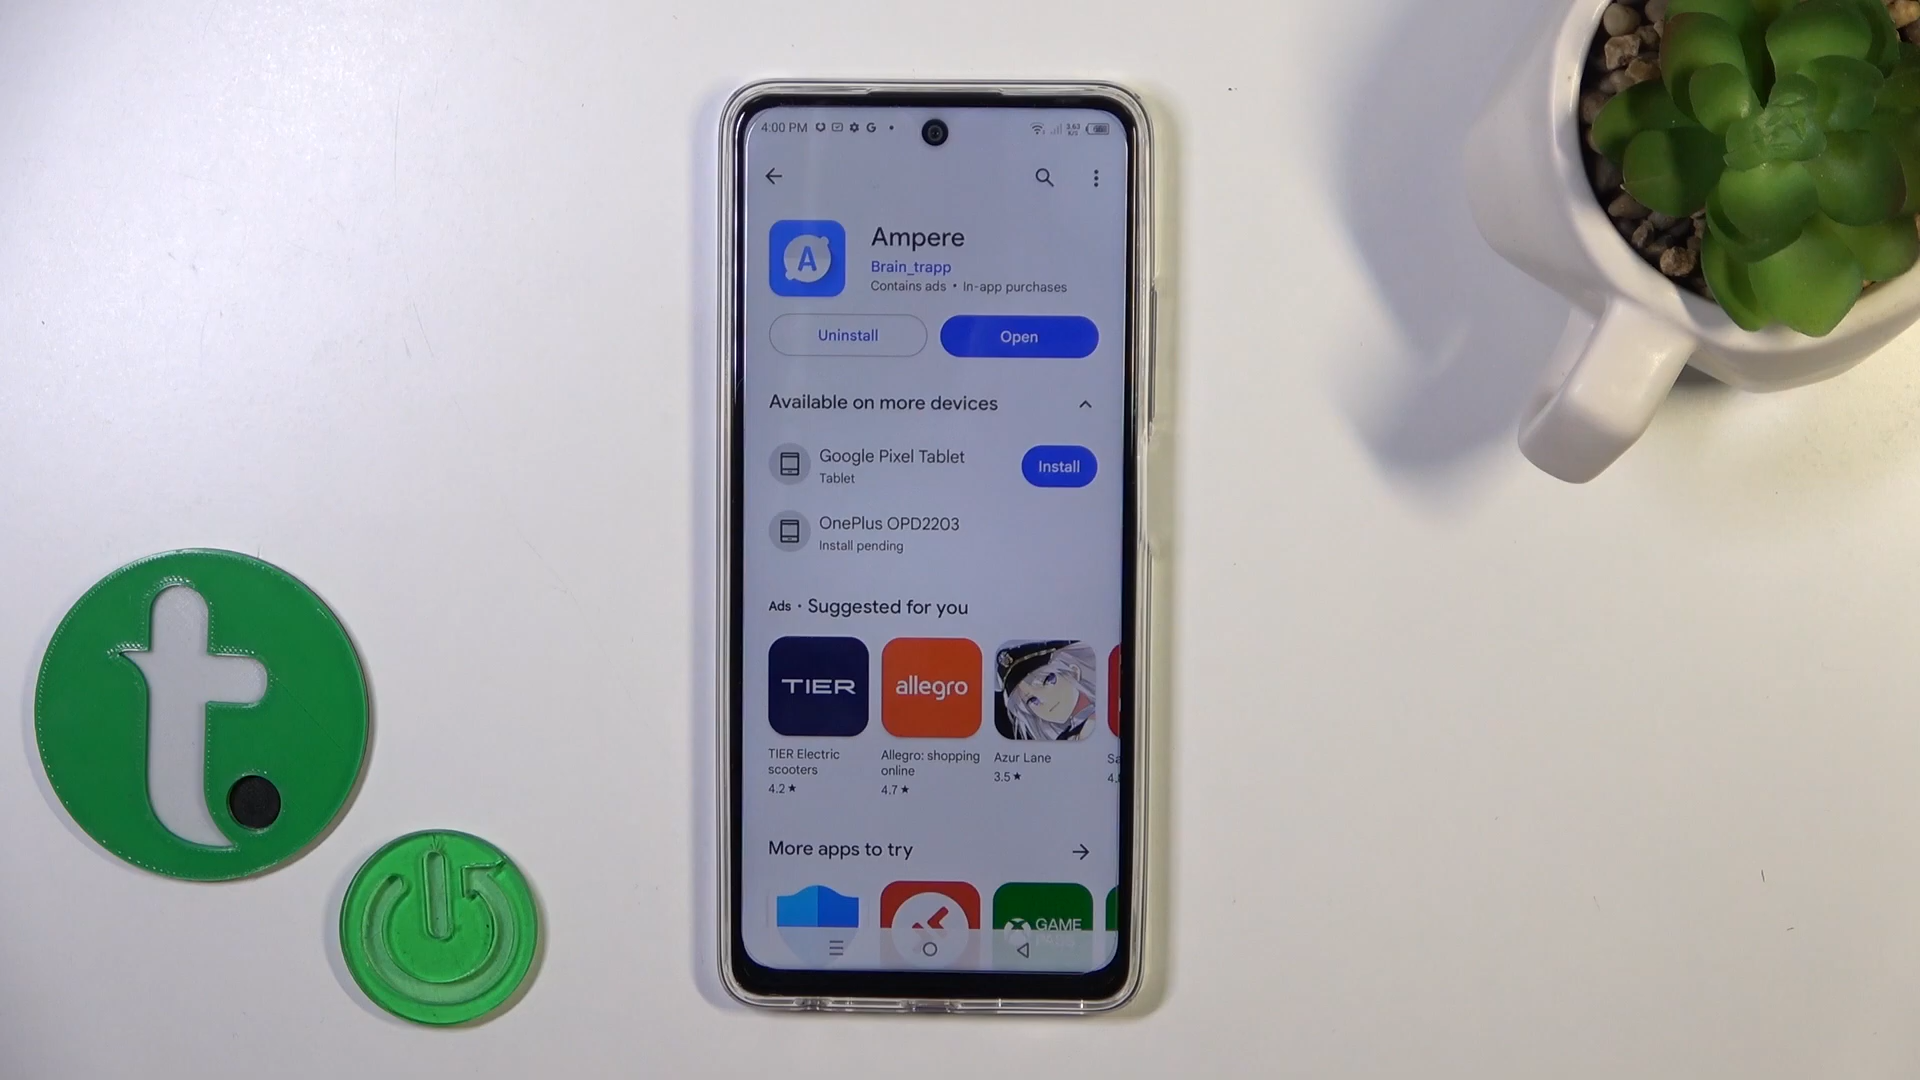 4:00 PM
3.63
K/s
Ampere
A
Brain_trapp
Contains ads • In-app purchases
Uninstall
Open
Available on more devices
Google Pixel Tablet
Tablet
Install
OnePlus OPD2203
Install pending
Ads • Suggested for you
TIER
allegro
TIER Electric
scooters
4.2★
Allegro: shopping
online
4.7★
Azur Lane
3.5★
More apps to try
GAME
t.